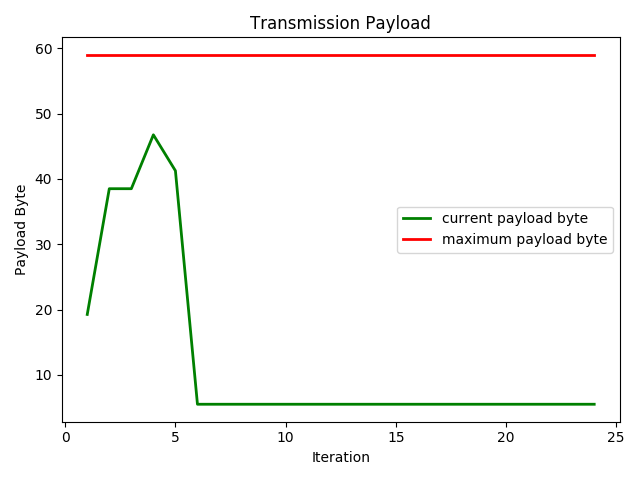 Transmission Payload
60
50
40
30
20
10
Payload Byte
current payload byte
maximum payload byte
0 5 10 15 20 25
Iteration